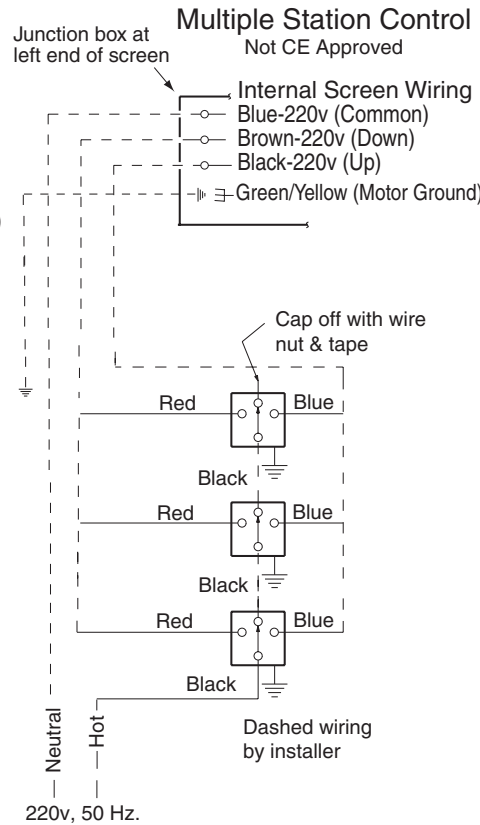 Multiple Station Control
Not CE Approved
Junction box at
left end of screen
Internal Screen Wiring
Blue-220v (Common)
Brown-220v (Down)
Black-220v (Up)
Green/Yellow (Motor Ground)
Cap off with wire
nut & tape
Red
Blue
Black
Red
Blue
Black
Red
Blue
Black
Neutral
Hot
Dashed wiring
by installer
220v, 50 Hz.